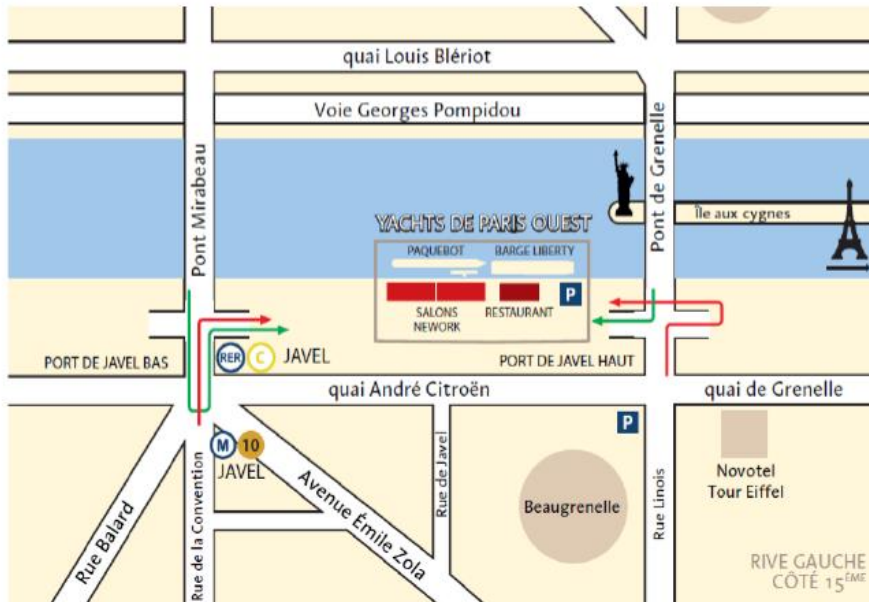 quai Louis Blériot
Voie Georges Pompidou
Pont Mirabeau
Pont de Grenelle
Île aux cygnes
YACHTS DE PARIS OUEST
PAQUEBOT
BARGE LIBERTY
P
SALONS
NEWORK
RESTAURANT
PORT DE JAVEL BAS
RER
C
JAVEL
PORT DE JAVEL HAUT
quai André Citroën
quai de Grenelle
P
M
10
JAVEL
Rue Balard
Rue de la Convention
Avenue Émile Zola
Rue de Javel
Beaugrenelle
Rue Linois
Novotel
Tour Eiffel
RIVE GAUCHE
CÔTÉ 15ÈME